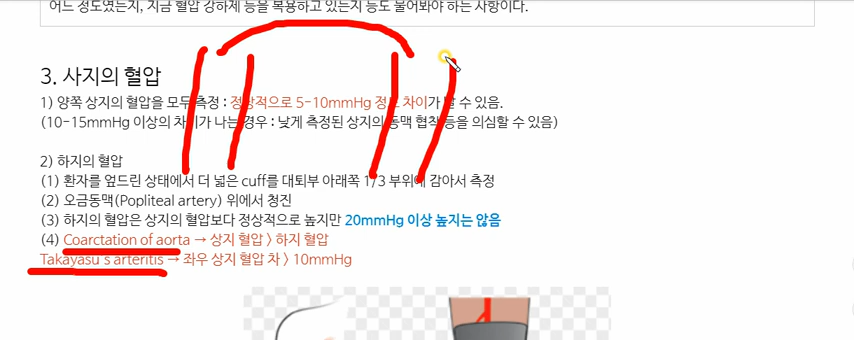 어느 정도였는지, 지금 혈압 강하제 등을 복용하고 있는지 등도 물어봐야 하는 사항이다.
3. 사지의 혈압
1) 양쪽 상지의 혈압을 모두 측정 : 정상적으로 5-10mmHg 정도 차이가 날 수 있음.
(10-15mmHg 이상의 차이가 나는 경우 : 낮게 측정된 상지의 동맥 협착 등을 의심할 수 있음)
2) 하지의 혈압
(1) 환자를 엎드린 상태에서 더 넓은 cuff를 대퇴부 아래쪽 1/3 부위에 감아서 측정
(2) 오금동맥(Popliteal artery) 위에서 청진
(3) 하지의 혈압은 상지의 혈압보다 정상적으로 높지만 20mmHg 이상 높지는 않음
(4) Coarctation of aorta → 상지 혈압 > 하지 혈압
Takayasu's arteritis → 좌우 상지 혈압 차 > 10mmHg